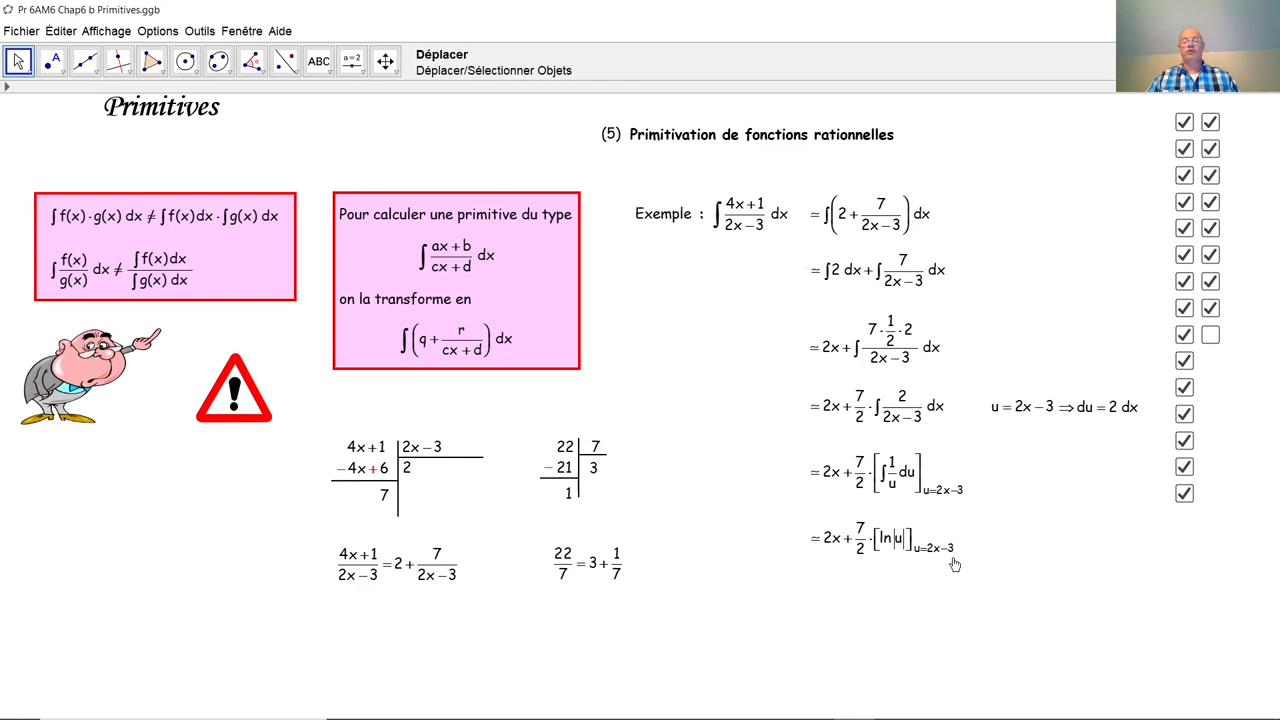 Pr 6AM6 Chap6 b Primitives.ggb
Fichier Éditer Affichage Options Outils Fenêtre Aide
A
ABC
a=2
Déplacer
Déplacer/Sélectionner Objets
Primitives
(5) Primitivation de fonctions rationnelles
∫f(x)·g(x) dx ≠ ∫f(x)dx·∫g(x) dx
∫ f(x)/g(x) dx ≠ ∫f(x)dx / ∫g(x) dx
Pour calculer une primitive du type
∫ (ax+b)/(cx+d) dx
on la transforme en
∫ (q + r/(cx+d)) dx
4x+1 | 2x−3
−4x+6 | 2
7
22 | 7
−21 | 3
1
(4x+1)/(2x−3) = 2 + 7/(2x−3)
22/7 = 3 + 1/7
Exemple : ∫ (4x+1)/(2x−3) dx ≃ ∫ (2 + 7/(2x−3)) dx
≃ ∫2 dx + ∫ 7/(2x−3) dx
≃ 2x + ∫ (7·1/2·2)/(2x−3) dx
≃ 2x + 7/2 · ∫ 2/(2x−3) dx u = 2x−3 ⇒ du = 2 dx
≃ 2x + 7/2 · [∫ 1/u du]u=2x−3
≃ 2x + 7/2 · [ln|u|]u=2x−3